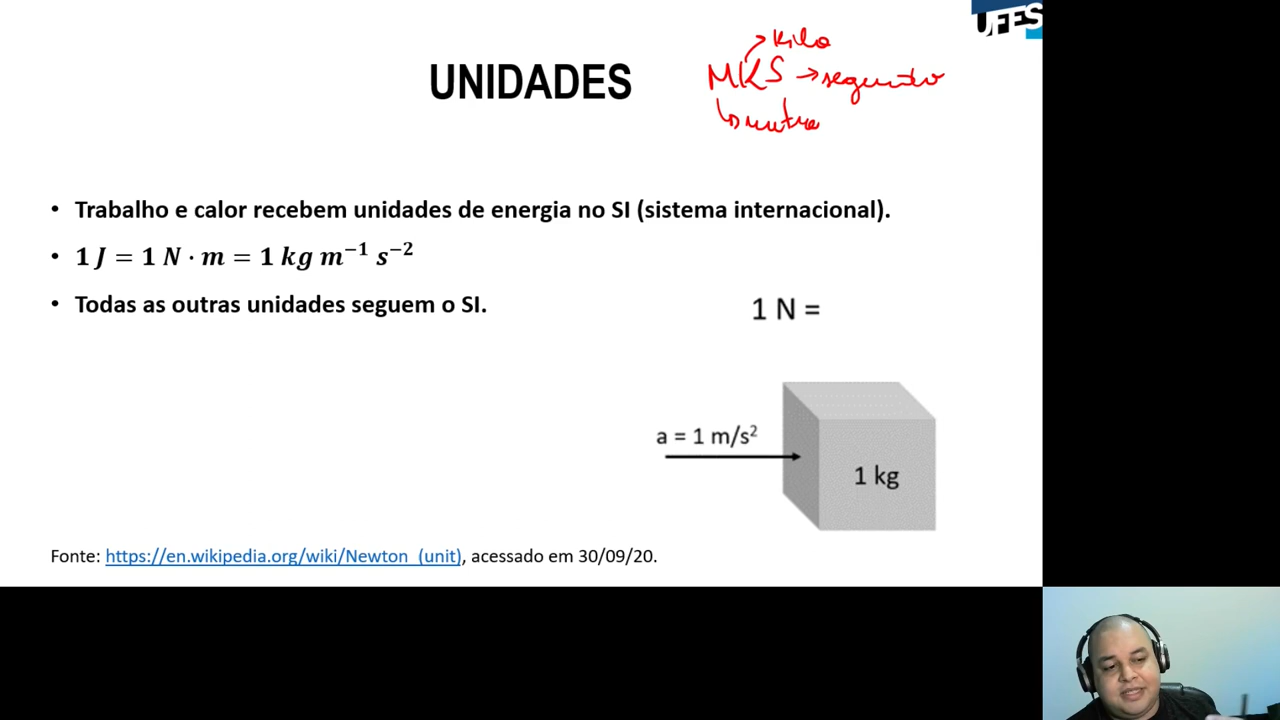 UFES
→ Kilo
UNIDADES
MKS → segundo
↳ metro
• Trabalho e calor recebem unidades de energia no SI (sistema internacional).
• 1 J = 1 N · m = 1 kg m⁻¹ s⁻²
• Todas as outras unidades seguem o SI.
1 N =
a = 1 m/s²
1 kg
Fonte: https://en.wikipedia.org/wiki/Newton_(unit), acessado em 30/09/20.